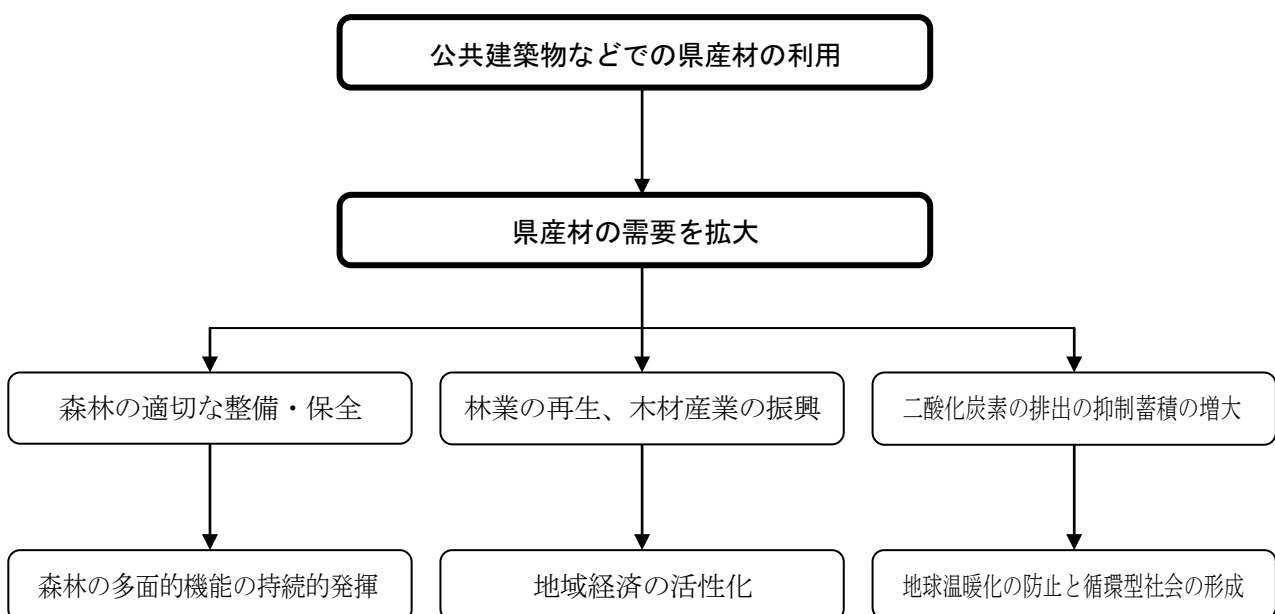 公共建築物などでの県産材の利用
県産材の需要を拡大
森林の適切な整備・保全
林業の再生、木材産業の振興
二酸化炭素の排出の抑制蓄積の増大
森林の多面的機能の持続的発揮
地域経済の活性化
地球温暖化の防止と循環型社会の形成